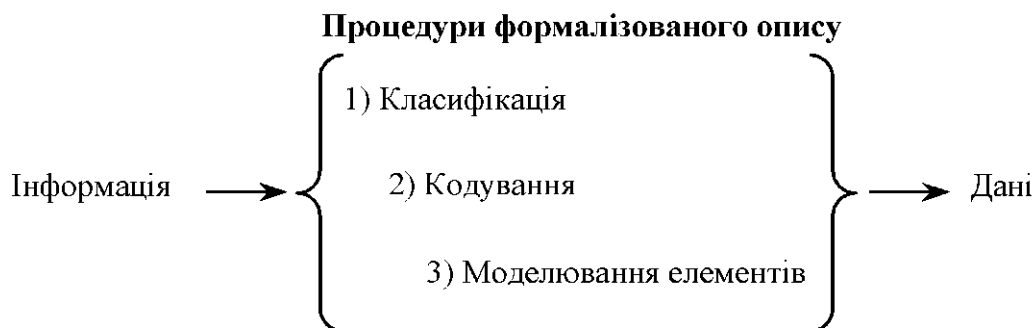 Процедури формалізованого опису
1) Класифікація
Інформація
2) Кодування
Дані
3) Моделювання елементів